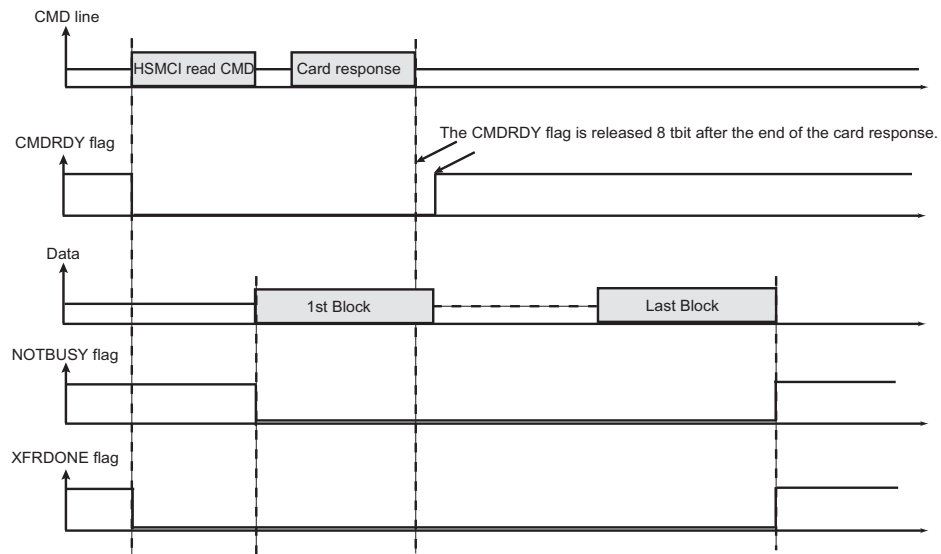 CMD line
HSMCI read CMD
Card response
The CMDRDY flag is released 8 tbit after the end of the card response.
CMDRDY flag
Data
1st Block
Last Block
NOTBUSY flag
XFRDONE flag